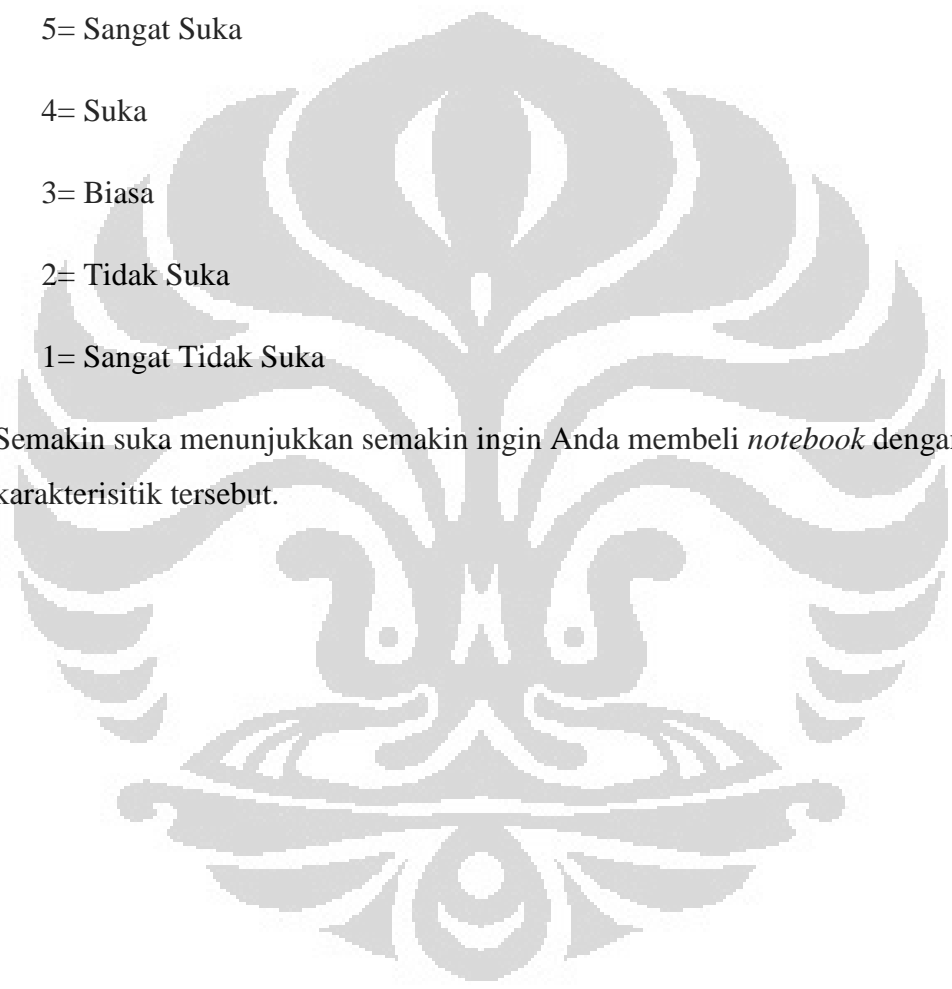 5= Sangat Suka
4= Suka
3= Biasa
2= Tidak Suka
1= Sangat Tidak Suka
Semakin suka menunjukkan semakin ingin Anda membeli notebook dengan
karakterisitik tersebut.